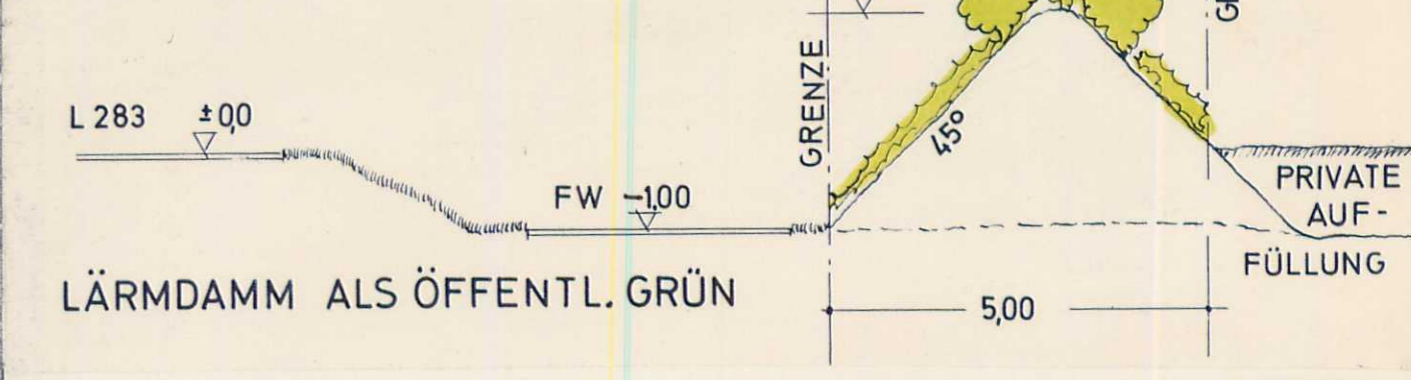 L 283 ±0,0
FW -1,00
GRENZE
45°
PRIVATE
AUF-
FÜLLUNG
LÄRMDAMM ALS ÖFFENTL. GRÜN
5,00